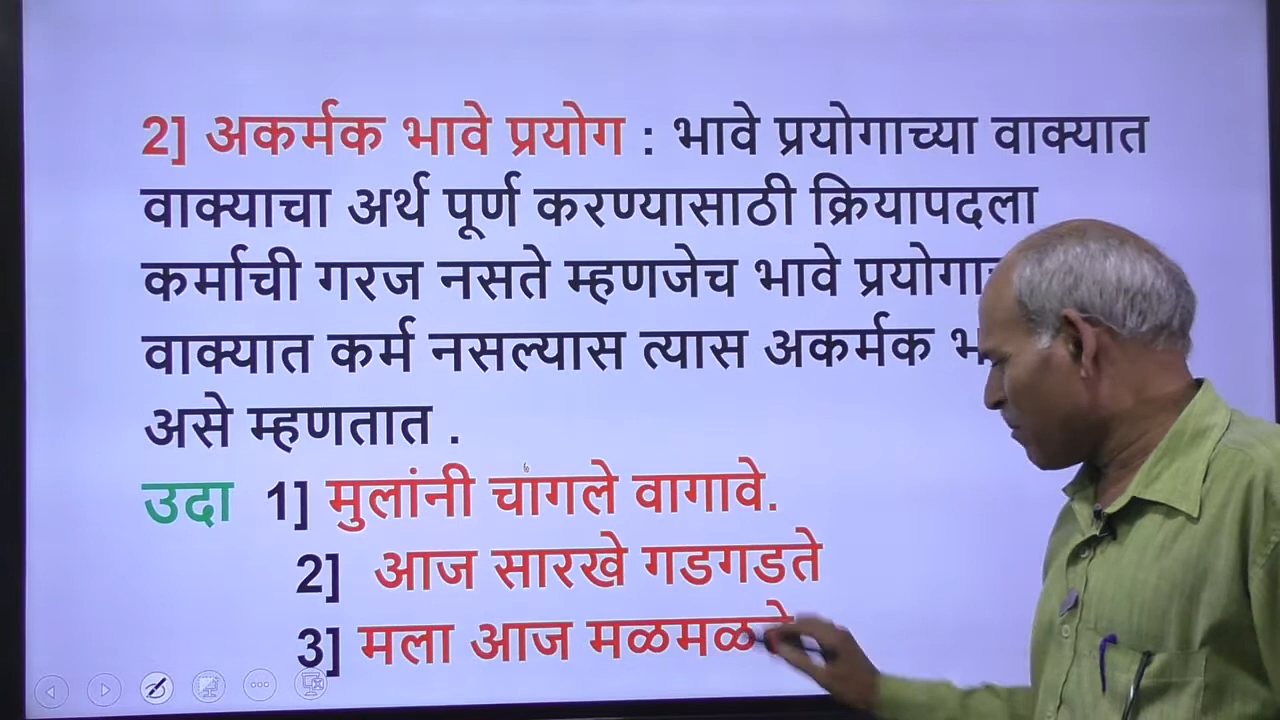 2] अकर्मक भावे प्रयोग : भावे प्रयोगाच्या वाक्यात
वाक्याचा अर्थ पूर्ण करण्यासाठी क्रियापदला
कर्माची गरज नसते म्हणजेच भावे
वाक्यात कर्म नसल्यास त्यास अकर्मक
असे म्हणतात .
उदा 1] मुलांनी चांगले वागावे.
2] आज सारखे गडगडते
3] मला आज